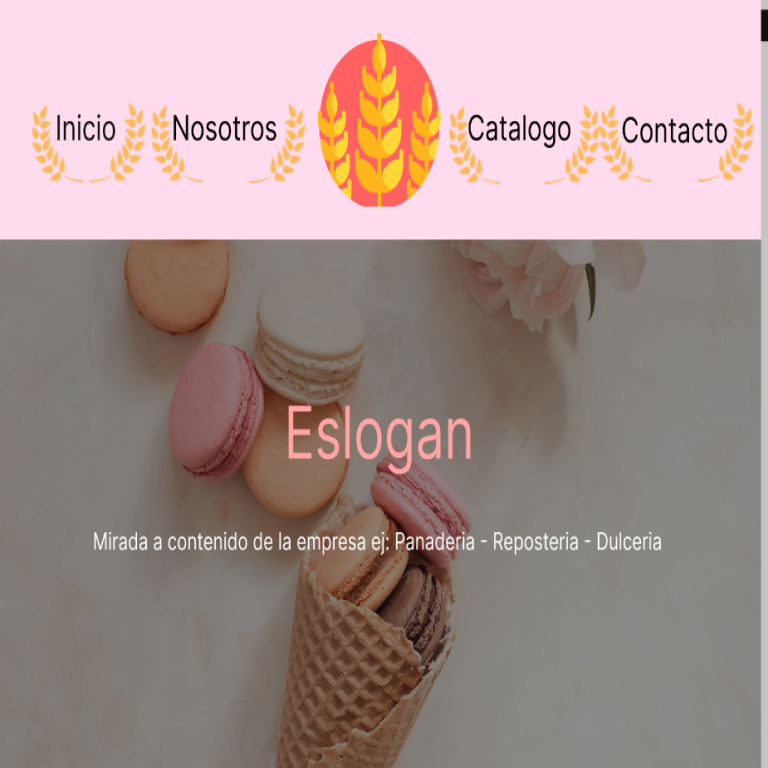 Inicio Nosotros Catalogo Contacto
Eslogan
Mirada a contenido de la empresa ej: Panaderia - Reposteria - Dulceria